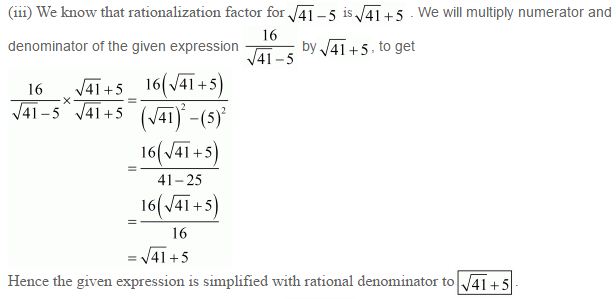 (iii) We know that rationalization factor for √41 – 5 is √41 + 5 . We will multiply numerator and
denominator of the given expression 16/(√41 – 5) by √41 + 5 , to get
16/(√41 – 5) × (√41 + 5)/(√41 + 5) = 16(√41 + 5)/((√41)² – (5)²)
= 16(√41 + 5)/(41 – 25)
= 16(√41 + 5)/16
= √41 + 5
Hence the given expression is simplified with rational denominator to √41 + 5 .